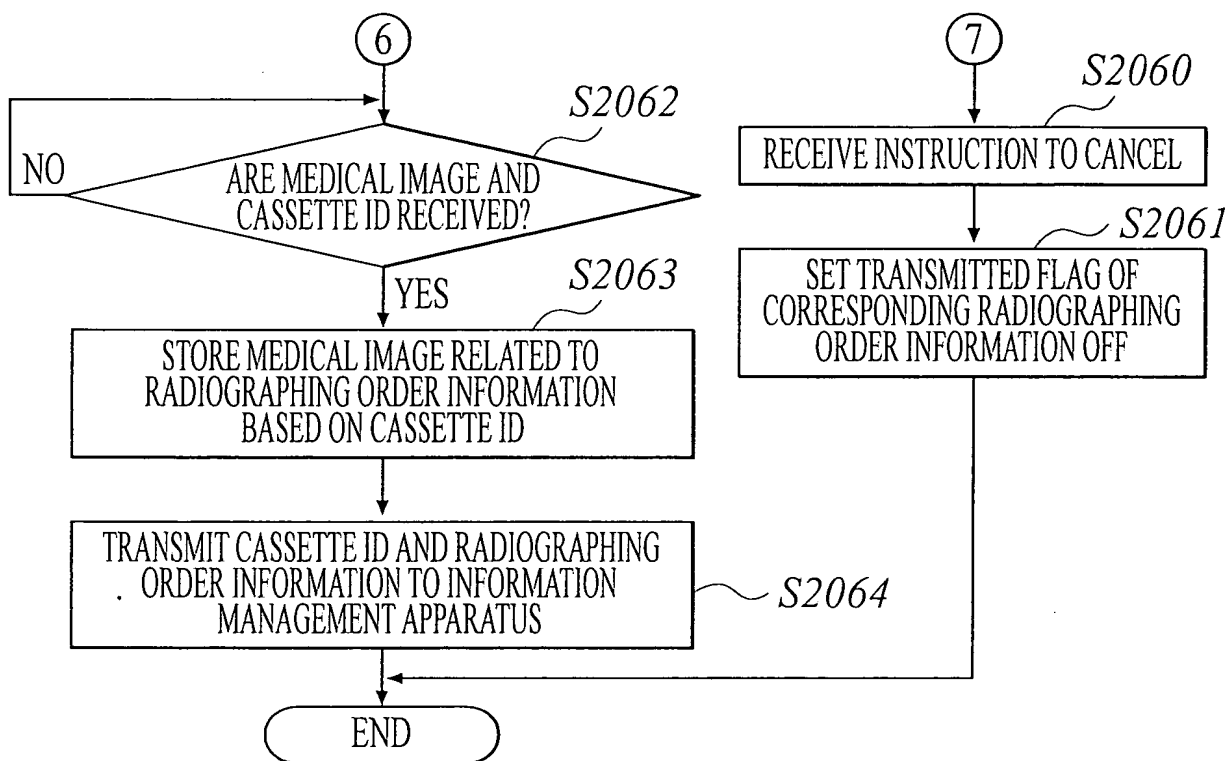 6
S2062
NO
ARE MEDICAL IMAGE AND
CASSETTE ID RECEIVED?
YES
S2063
STORE MEDICAL IMAGE RELATED TO
RADIOGRAPHING ORDER INFORMATION
BASED ON CASSETTE ID
TRANSMIT CASSETTE ID AND RADIOGRAPHING
ORDER INFORMATION TO INFORMATION
MANAGEMENT APPARATUS
S2064
END
7
S2060
RECEIVE INSTRUCTION TO CANCEL
S2061
SET TRANSMITTED FLAG OF
CORRESPONDING RADIOGRAPHING
ORDER INFORMATION OFF